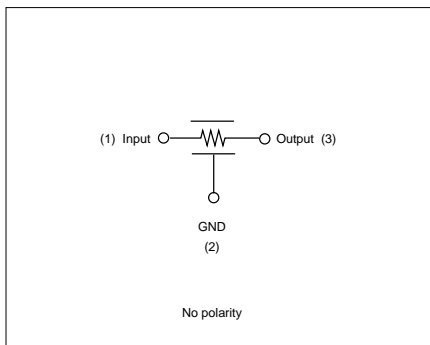 (1) Input Output (3)
GND
(2)
No polarity